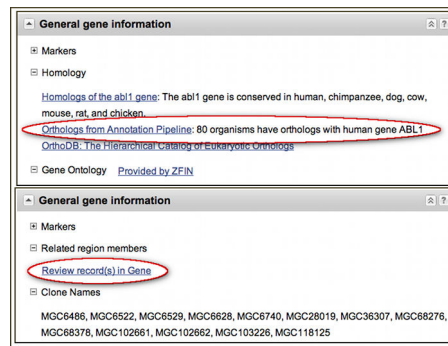 General gene information
Markers
Homology
Homologs of the abl1 gene: The abl1 gene is conserved in human, chimpanzee, dog, cow,
mouse, rat, and chicken.
Orthologs from Annotation Pipeline: 80 organisms have orthologs with human gene ABL1
OrthoDB: The Hierarchical Catalog of Eukaryotic Orthologs
Gene Ontology Provided by ZFIN
General gene information
Markers
Related region members
Review record(s) in Gene
Clone Names
MGC6486, MGC6522, MGC6529, MGC6628, MGC6740, MGC28019, MGC36307, MGC68276,
MGC68378, MGC102661, MGC102662, MGC103226, MGC118125